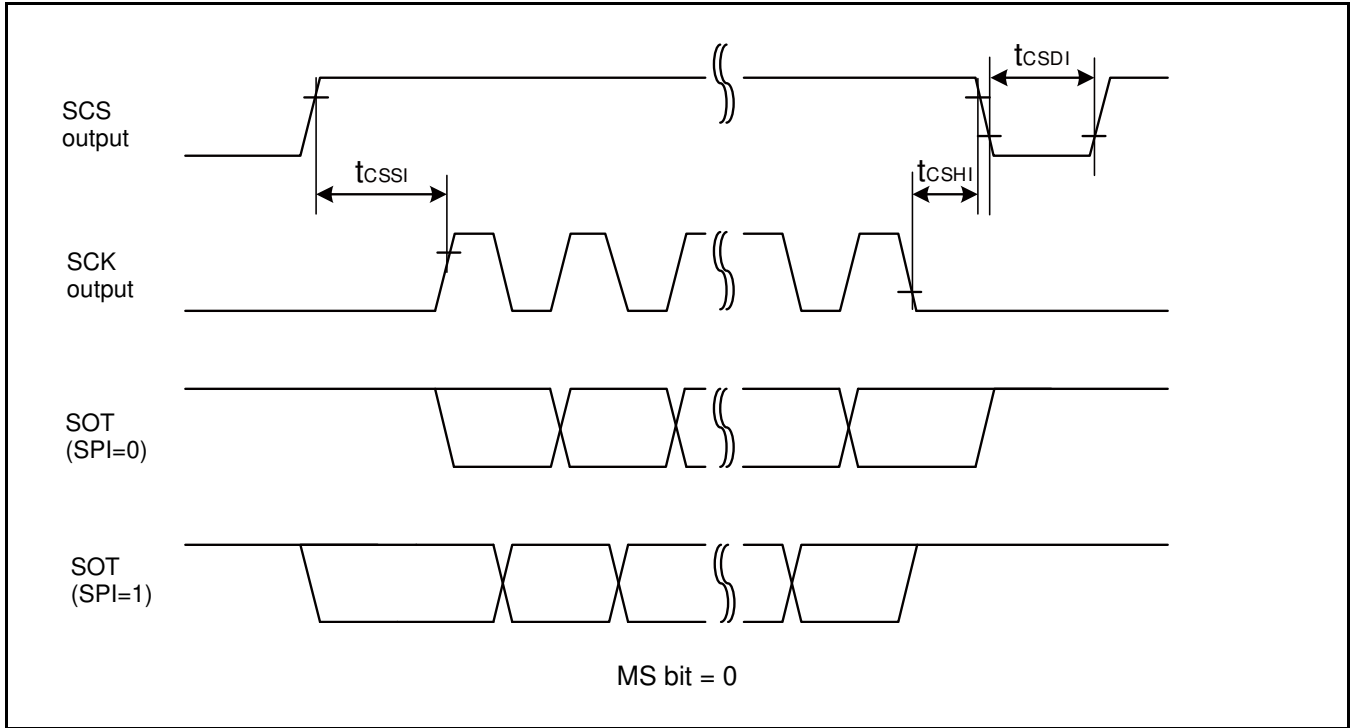 tCSDI
SCS
output
tCSSI
tCSHI
SCK
output
SOT
(SPI=0)
SOT
(SPI=1)
MS bit = 0